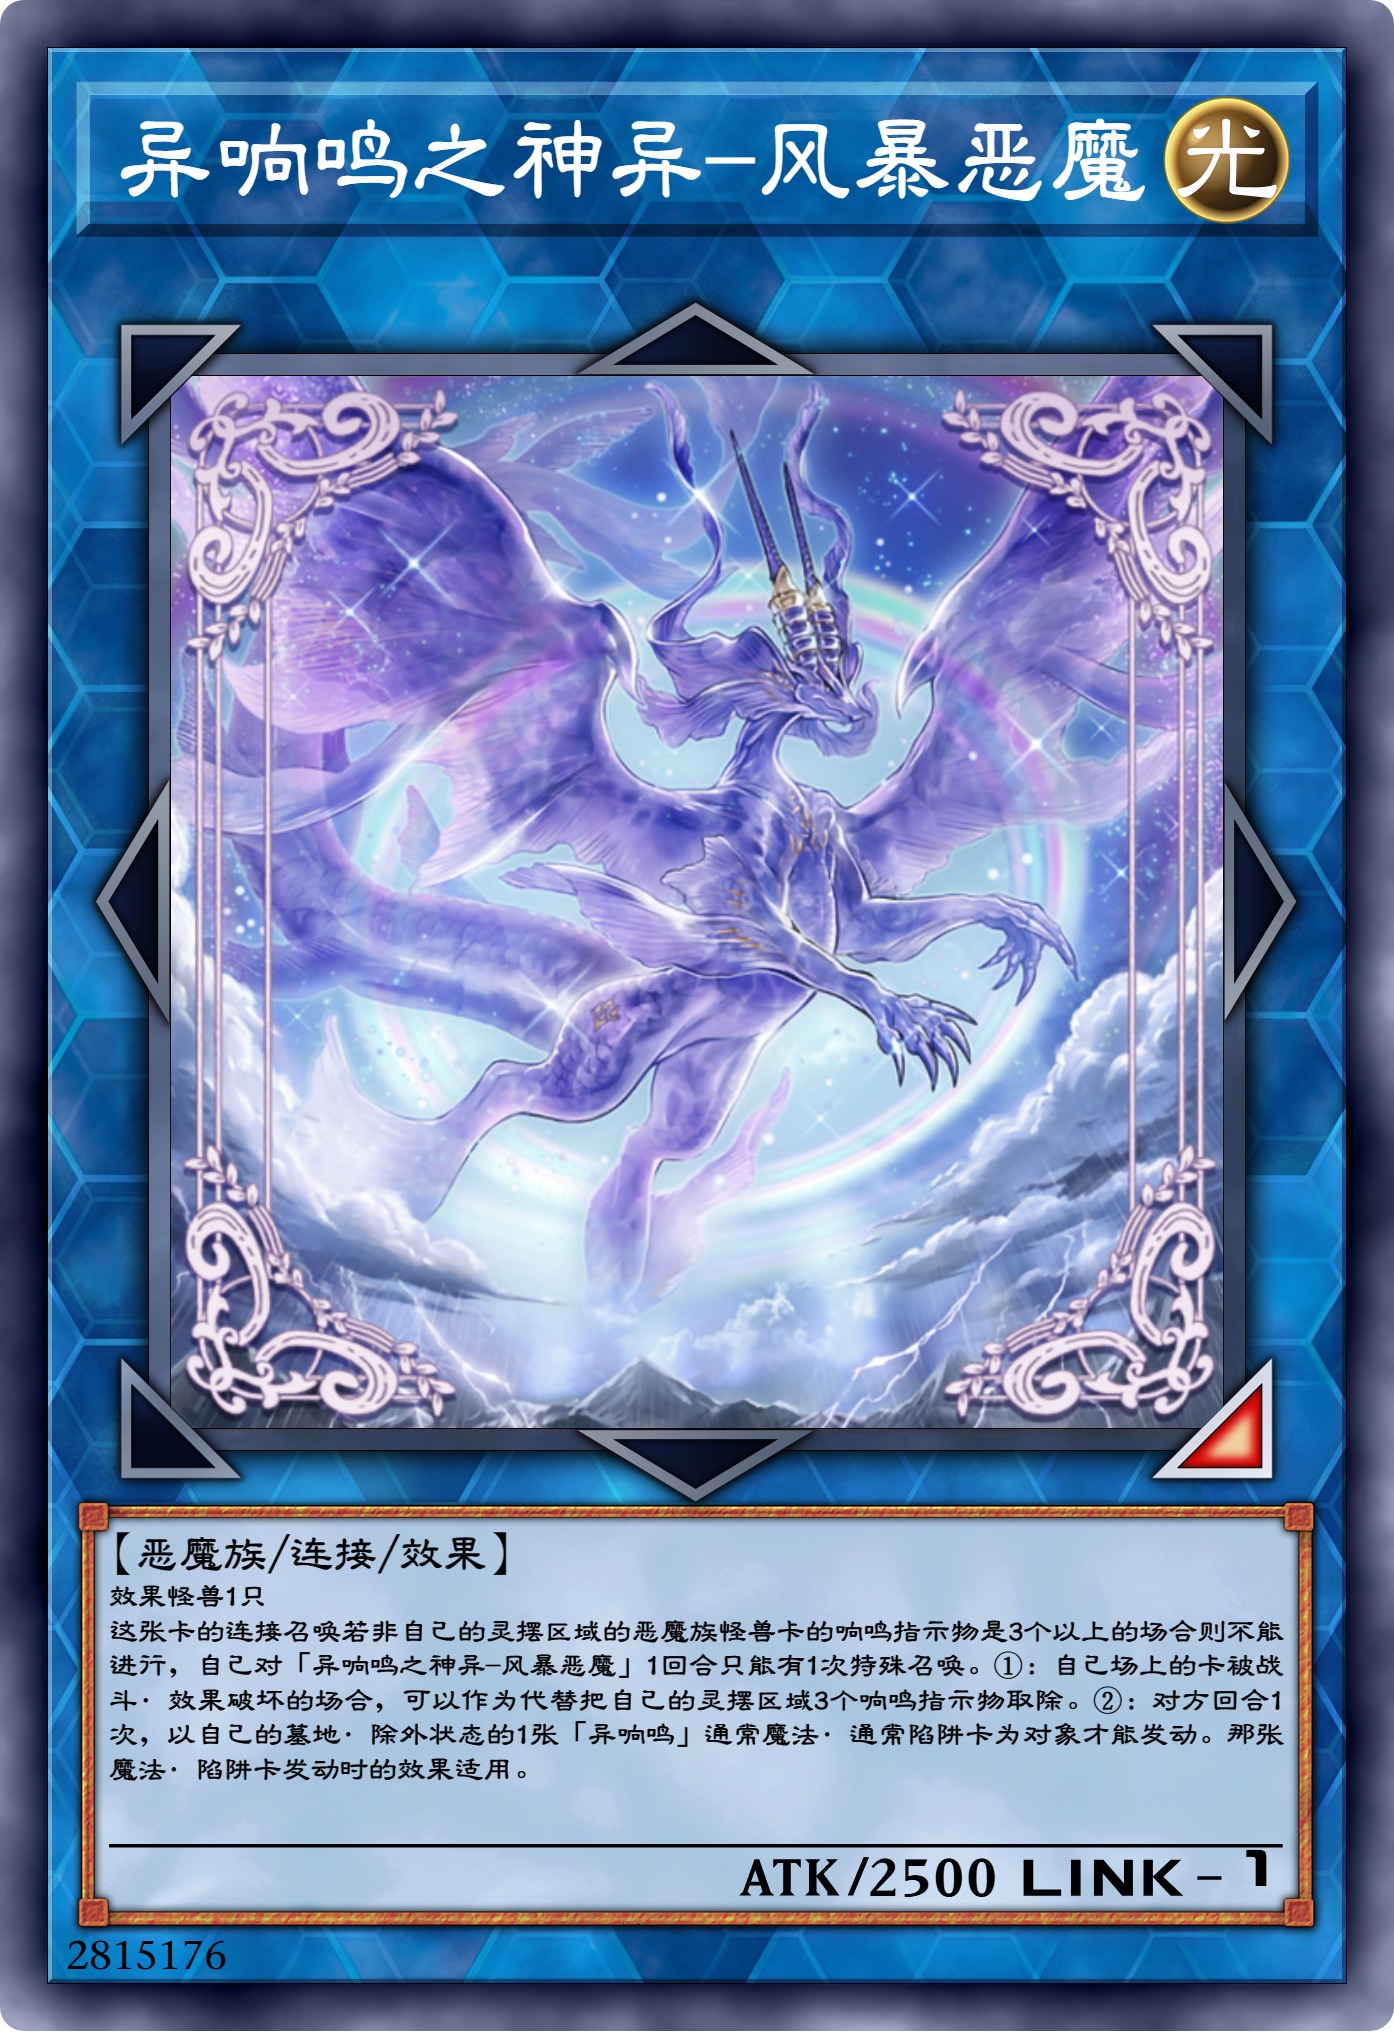 异响鸣之神异-风暴恶魔 光
【恶魔族/连接/效果】
效果怪兽1只
这张卡的连接召唤若非自己的灵摆区域的恶魔族怪兽卡的响鸣指示物是3个以上的场合则不能
进行，自己对「异响鸣之神异-风暴恶魔」1回合只能有1次特殊召唤。①：自己场上的卡被战
斗·效果破坏的场合，可以作为代替把自己的灵摆区域3个响鸣指示物取除。②：对方回合1
次，以自己的墓地·除外状态的1张「异响鸣」通常魔法·通常陷阱卡为对象才能发动。那张
魔法·陷阱卡发动时的效果适用。
ATK/2500 LINK-1
2815176